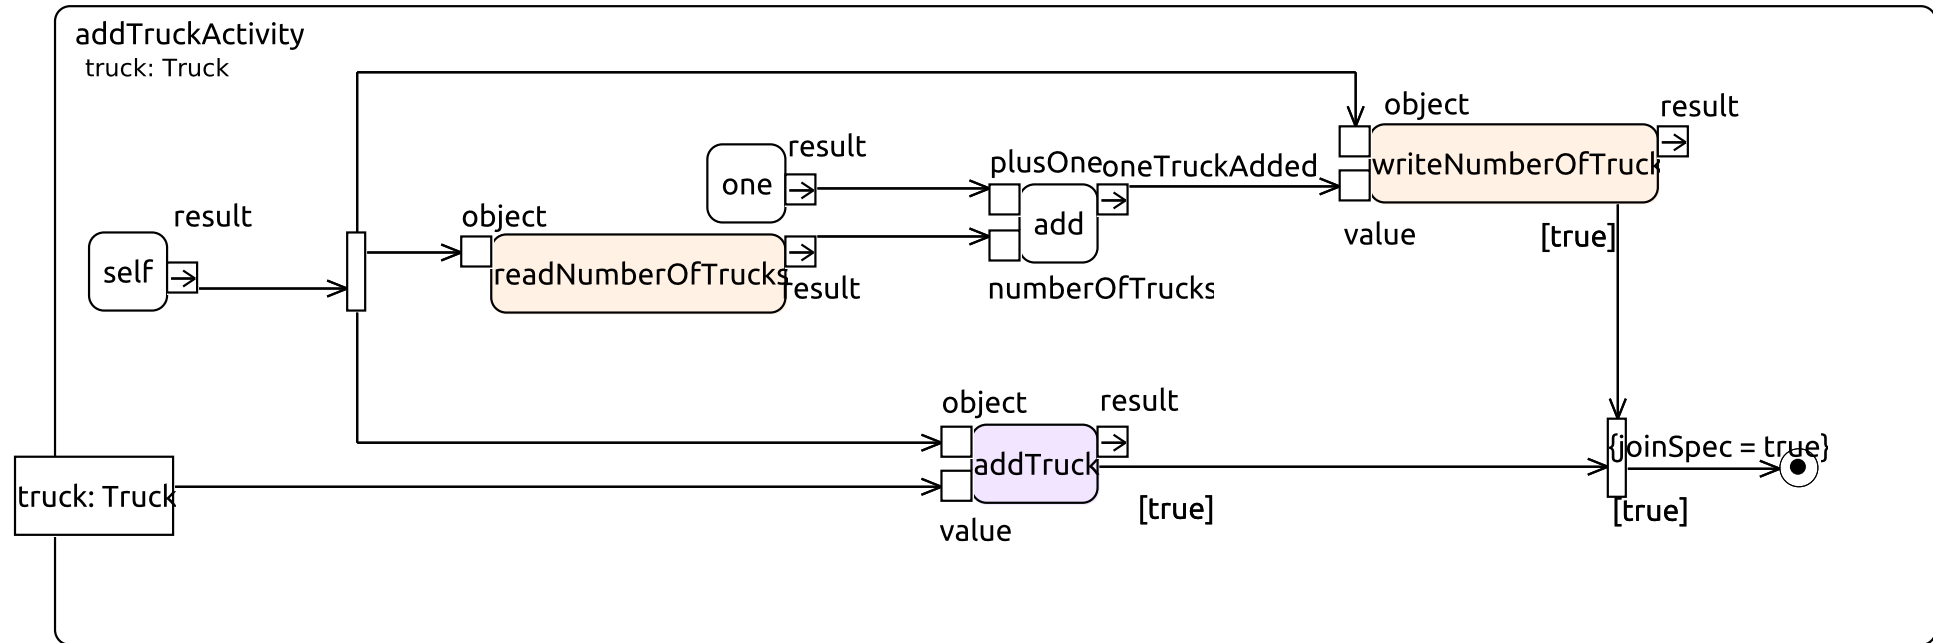 addTruckActivity
truck: Truck
object
result
result
plusOne
oneTruckAdded
writeNumberOfTruck
one
result
object
add
value
[true]
self
readNumberOfTrucks
result
numberOfTrucks
object
result
{joinSpec = true}
addTruck
truck: Truck
[true]
[true]
value